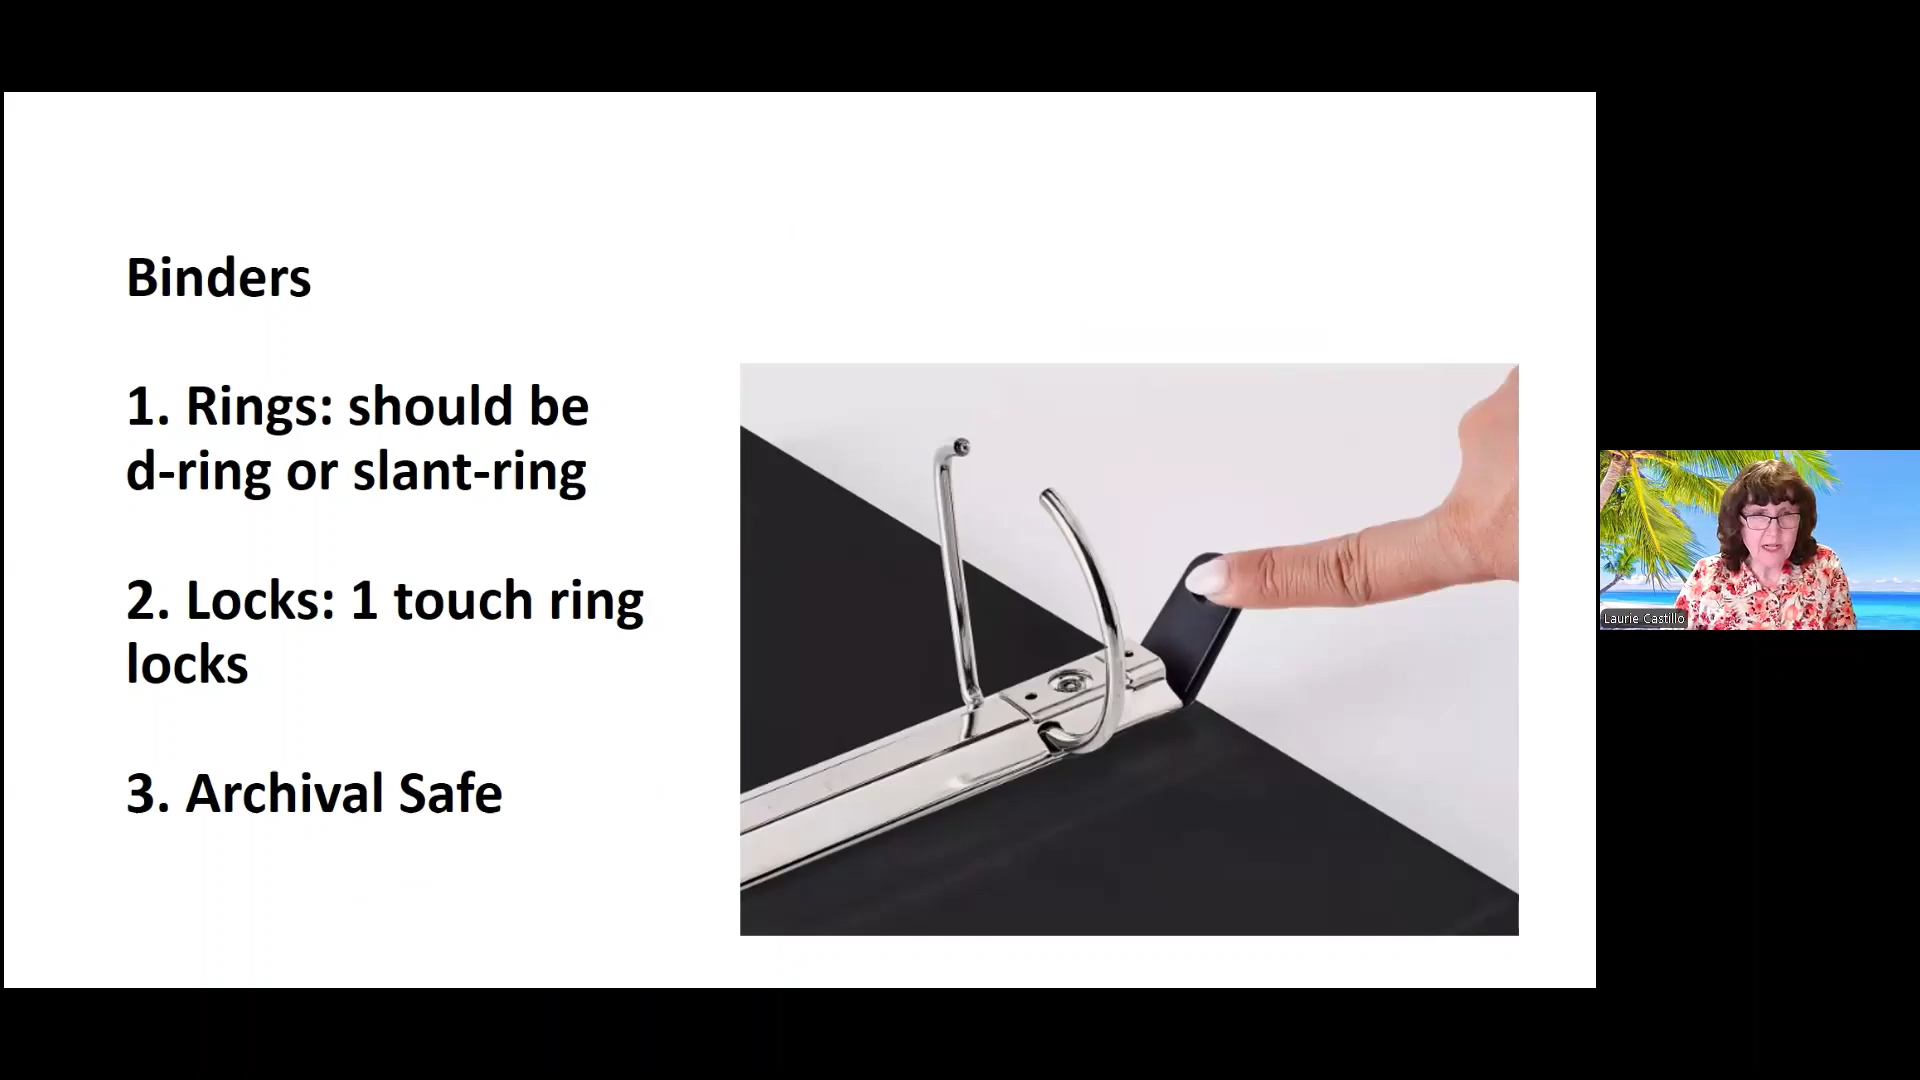 Binders
1. Rings: should be
d-ring or slant-ring
2. Locks: 1 touch ring
locks
3. Archival Safe
Laurie Castillo